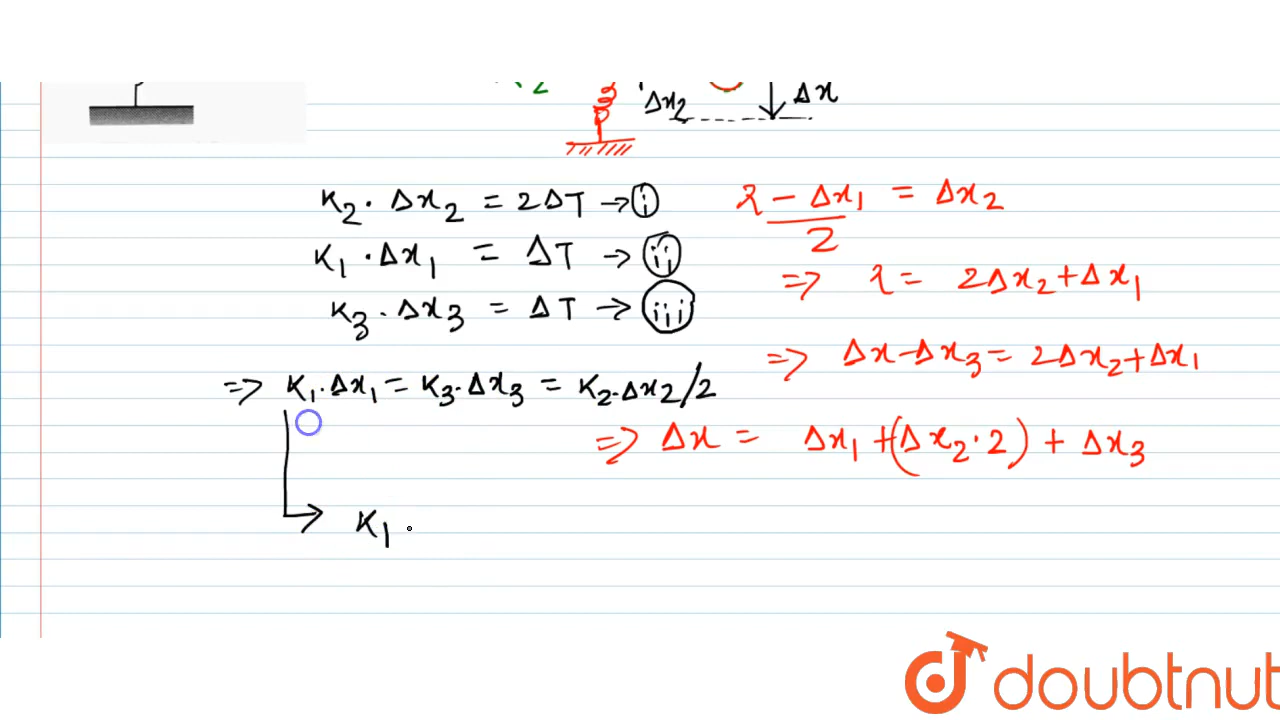 K2 Δx2 Δx
K2 · Δx2 = 2ΔT → (i)
K1 · Δx1 = ΔT → (ii)
K3 · Δx3 = ΔT → (iii)
⇒ K1 · Δx1 = K3 · Δx3 = K2 · Δx2/2
K1 ·
(x − Δx1)/2 = Δx2
⇒ x = 2Δx2 + Δx1
⇒ Δx − Δx3 = 2Δx2 + Δx1
⇒ Δx = Δx1 + (Δx2 · 2) + Δx3
doubtnut